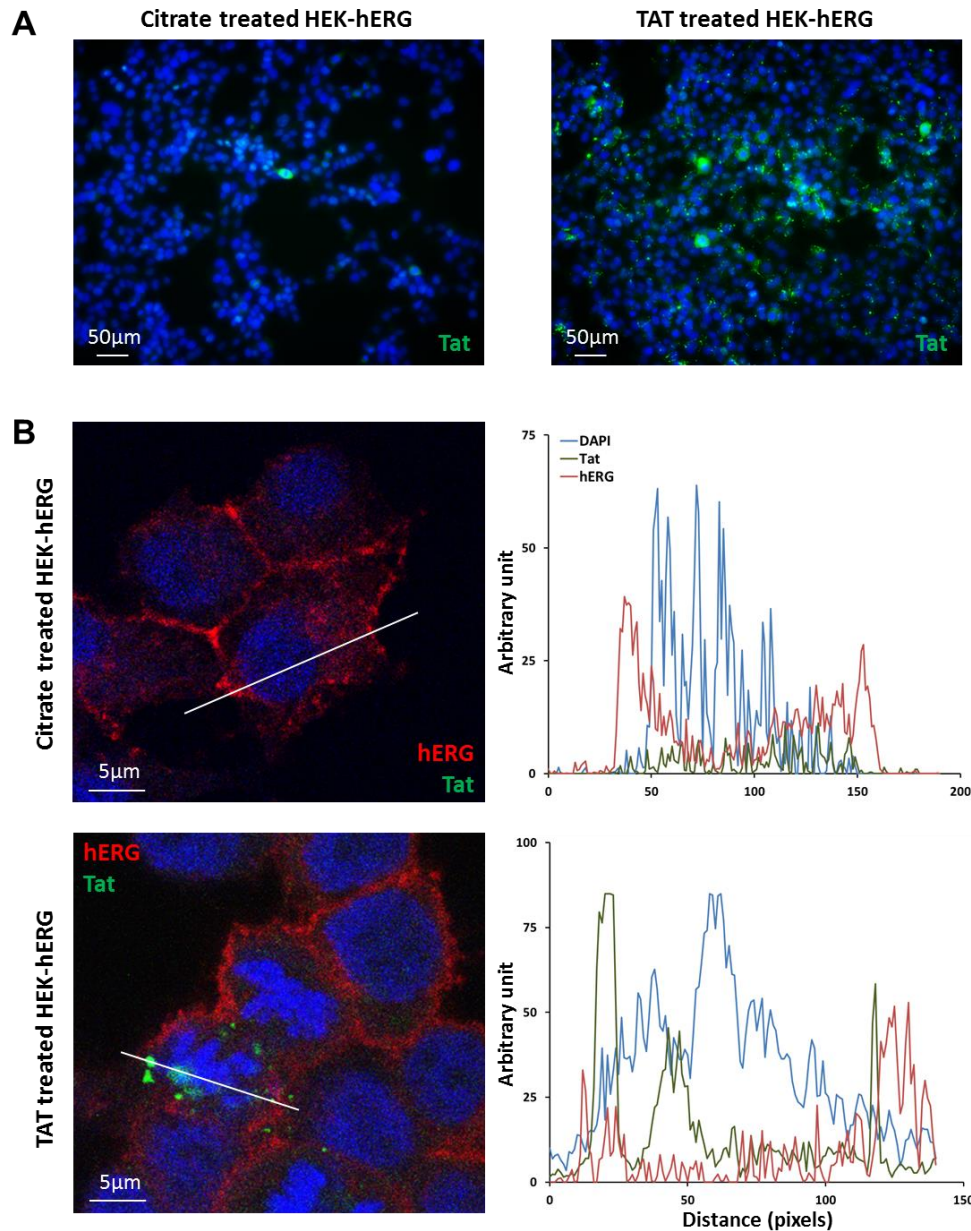 A
Citrate treated HEK-hERG
TAT treated HEK-hERG
50µm
Tat
50µm
Tat
B
Citrate treated HEK-hERG
hERG
Tat
5µm
75
50
25
0
Arbitrary unit
DAPI
Tat
hERG
0 50 100 150 200
TAT treated HEK-hERG
hERG
Tat
5µm
100
75
50
25
0
Arbitrary unit
0 50 100 150
Distance (pixels)